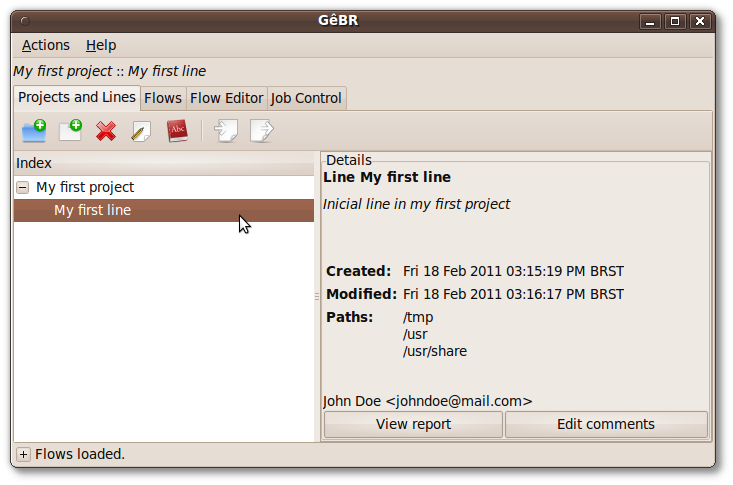 GêBR
Actions Help
My first project :: My first line
Projects and Lines Flows Flow Editor Job Control
Abc
Index
My first project
My first line
Details
Line My first line
Inicial line in my first project
Created: Fri 18 Feb 2011 03:15:19 PM BRST
Modified: Fri 18 Feb 2011 03:16:17 PM BRST
Paths: /tmp
/usr
/usr/share
John Doe <johndoe@mail.com>
View report Edit comments
Flows loaded.